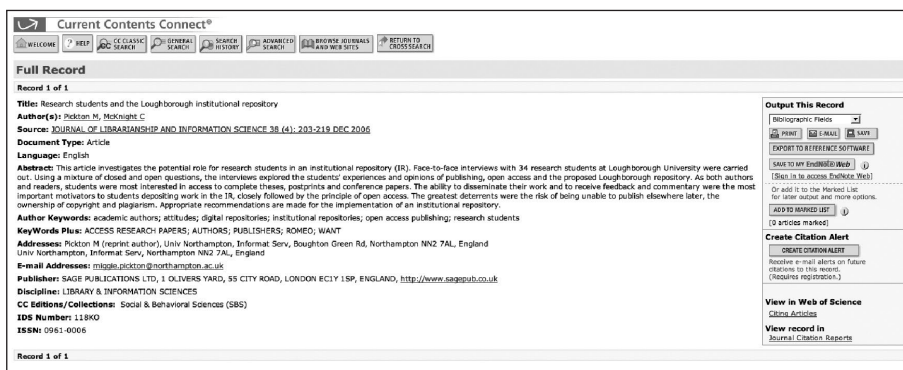 Current Contents Connect®
WELCOME ? HELP CC CC CLASSIC SEARCH GENERAL SEARCH SEARCH HISTORY ADVANCED SEARCH BROWSE JOURNALS AND WEB SITES RETURN TO CROSS SEARCH
Full Record
Record 1 of 1
Title: Research students and the Loughborough institutional repository
Author(s): Pickton M, McKnight C
Source: JOURNAL OF LIBRARIANSHIP AND INFORMATION SCIENCE 38 (4): 203-219 DEC 2006
Document Type: Article
Language: English
Abstract: This article investigates the potential role for research students in an institutional repository (IR). Face-to-face interviews with 34 research students at Loughborough University were carried
out. Using a mixture of closed and open questions, the interviews explored the students' experiences and opinions of publishing, open access and the proposed Loughborough repository. As both authors
and readers, students were most interested in access to complete theses, postprints and conference papers. The ability to disseminate their work and to receive feedback and commentary were the most
important motivators to students depositing work in the IR, closely followed by the principle of open access. The greatest deterrents were the risk of being unable to publish elsewhere later, the
ownership of copyright and plagiarism. Appropriate recommendations are made for the implementation of an institutional repository.
Author Keywords: academic authors; attitudes; digital repositories; institutional repositories; open access publishing; research students
KeyWords Plus: ACCESS RESEARCH PAPERS; AUTHORS; PUBLISHERS; ROMEO; WANT
Addresses: Pickton M (reprint author), Univ Northampton, Informat Serv, Boughton Green Rd, Northampton NN2 7AL, England
Univ Northampton, Informat Serv, Northampton NN2 7AL, England
E-mail Addresses: miggie.pickton@northampton.ac.uk
Publisher: SAGE PUBLICATIONS LTD, 1 OLIVERS YARD, 55 CITY ROAD, LONDON EC1Y 1SP, ENGLAND, http://www.sagepub.co.uk
Discipline: LIBRARY & INFORMATION SCIENCES
CC Editions/Collections: Social & Behavioral Sciences (SBS)
IDS Number: 118KO
ISSN: 0961-0006
Record 1 of 1
Output This Record
Bibliographic Fields
PRINT E-MAIL SAVE
EXPORT TO REFERENCE SOFTWARE
SAVE TO MY EndNote Web i
[Sign in to access EndNote Web]
Or add it to the Marked List
for later output and more options.
ADD TO MARKED LIST i
[0 articles marked]
Create Citation Alert
CREATE CITATION ALERT
Receive e-mail alerts on future
citations to this record.
(Requires registration.)
View in Web of Science
Citing Articles
View record in
Journal Citation Reports